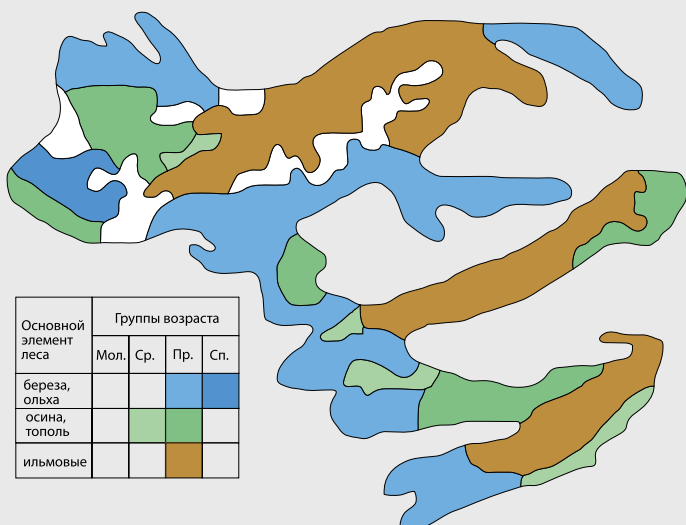 Основной
элемент
леса
Группы возраста
Мол. Ср. Пр. Сп.
береза,
ольха
осина,
тополь
ильмовые